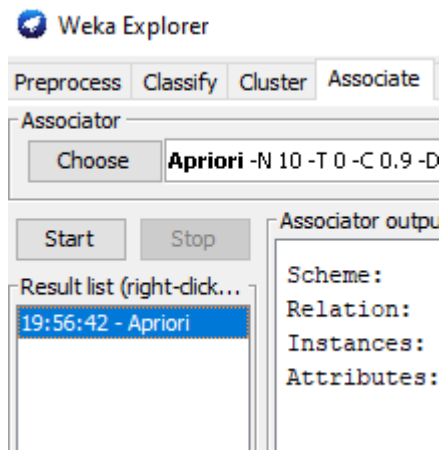 Weka Explorer
Preprocess Classify Cluster Associate
Associator
Choose Apriori -N 10 -T 0 -C 0.9 -D
Start Stop
Result list (right-click...
19:56:42 - Apriori
Associator outpu
Scheme:
Relation:
Instances:
Attributes: